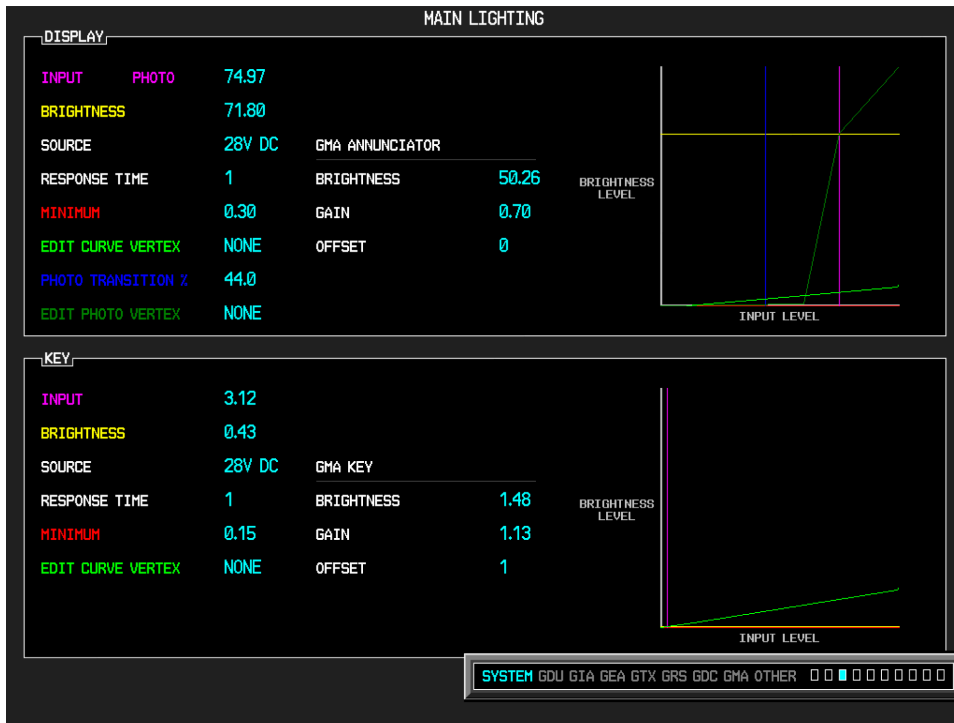 MAIN LIGHTING
DISPLAY
INPUT PHOTO 74.97
BRIGHTNESS 71.80
SOURCE 28V DC GMA ANNUNCIATOR
RESPONSE TIME 1 BRIGHTNESS 50.26
MINIMUM 0.30 GAIN 0.70
EDIT CURVE VERTEX NONE OFFSET 0
PHOTO TRANSITION % 44.0
EDIT PHOTO VERTEX NONE
BRIGHTNESS
LEVEL
INPUT LEVEL
KEY
INPUT 3.12
BRIGHTNESS 0.43
SOURCE 28V DC GMA KEY
RESPONSE TIME 1 BRIGHTNESS 1.48
MINIMUM 0.15 GAIN 1.13
EDIT CURVE VERTEX NONE OFFSET 1
BRIGHTNESS
LEVEL
INPUT LEVEL
SYSTEM GDU GIA GEA GTX GRS GDC GMA OTHER